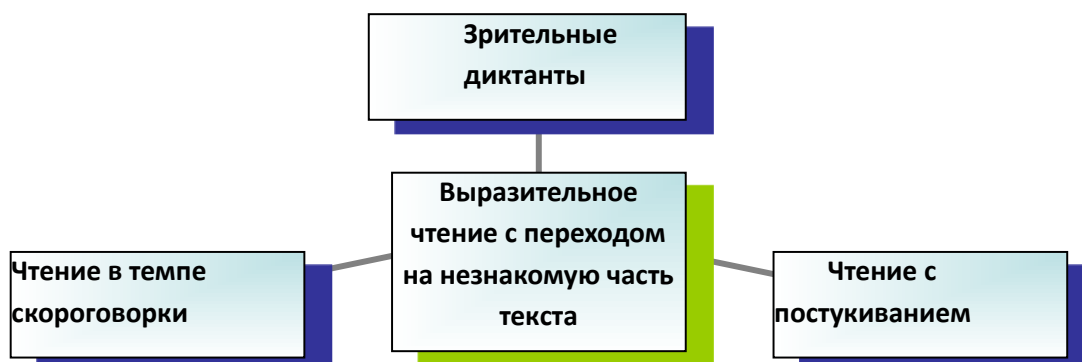 Зрительные
диктанты
Выразительное
чтение с переходом
на незнакомую часть
текста
Чтение в темпе
скороговорки
Чтение с
постукиванием